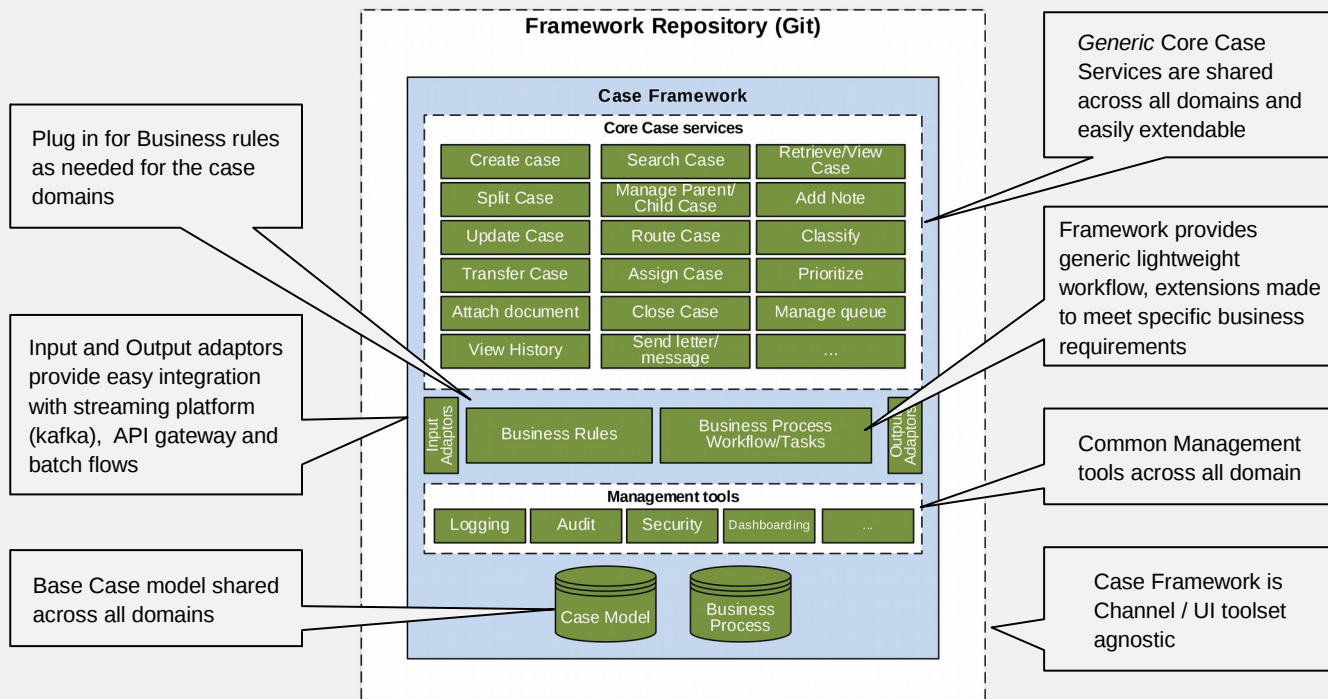 Framework Repository (Git)
Case Framework
Core Case services
Create case
Search Case
Retrieve/View
Case
Split Case
Manage Parent/
Child Case
Add Note
Update Case
Route Case
Classify
Transfer Case
Assign Case
Prioritize
Attach document
Close Case
Manage queue
View History
Send letter/
message
...
Input
Adaptors
Business Rules
Business Process
Workflow/Tasks
Output
Adaptors
Management tools
Logging
Audit
Security
Dashboarding
...
Case Model
Business
Process
Plug in for Business rules
as needed for the case
domains
Input and Output adaptors
provide easy integration
with streaming platform
(kafka),  API gateway and
batch flows
Base Case model shared
across all domains
Generic Core Case
Services are shared
across all domains and
easily extendable
Framework provides
generic lightweight
workflow, extensions made
to meet specific business
requirements
Common Management
tools across all domain
Case Framework is
Channel / UI toolset
agnostic